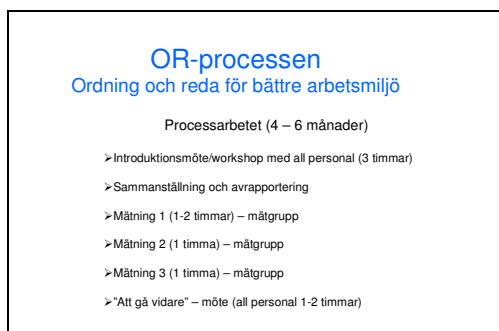 OR-processen
Ordning och reda för bättre arbetsmiljö
Processarbetet (4 – 6 månader)
➢Introduktionsmöte/workshop med all personal (3 timmar)
➢Sammanställning och avrapportering
➢Mätning 1 (1-2 timmar) – mätgrupp
➢Mätning 2 (1 timma) – mätgrupp
➢Mätning 3 (1 timma) – mätgrupp
➢”Att gå vidare” – möte (all personal 1-2 timmar)